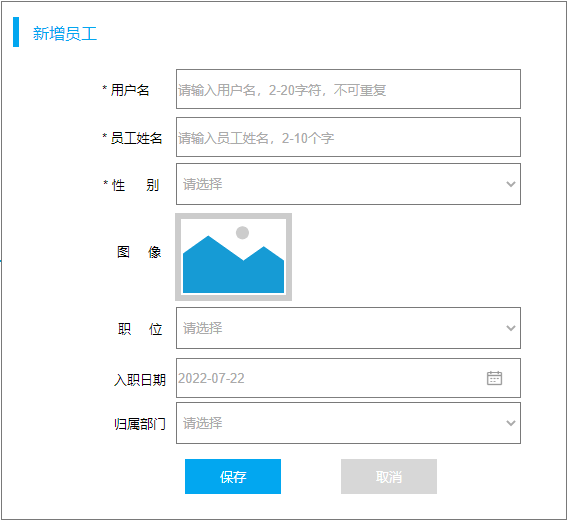 新增员工
* 用户名 请输入用户名，2-20字符，不可重复
* 员工姓名 请输入员工姓名，2-10个字
* 性 别 请选择
图 像
职 位 请选择
入职日期 2022-07-22
归属部门 请选择
保存 取消